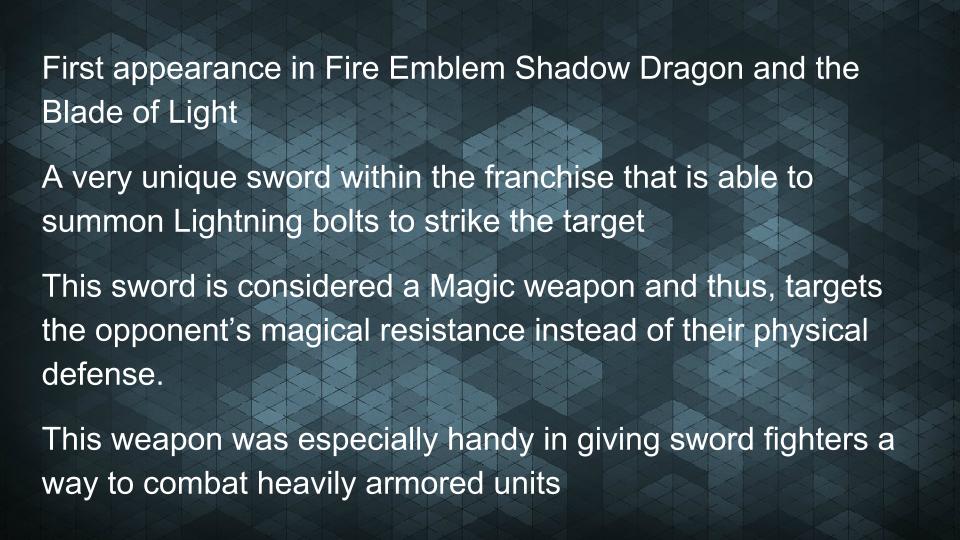 First appearance in Fire Emblem Shadow Dragon and the
Blade of Light
A very unique sword within the franchise that is able to
summon Lightning bolts to strike the target
This sword is considered a Magic weapon and thus, targets
the opponent’s magical resistance instead of their physical
defense.
This weapon was especially handy in giving sword fighters a
way to combat heavily armored units